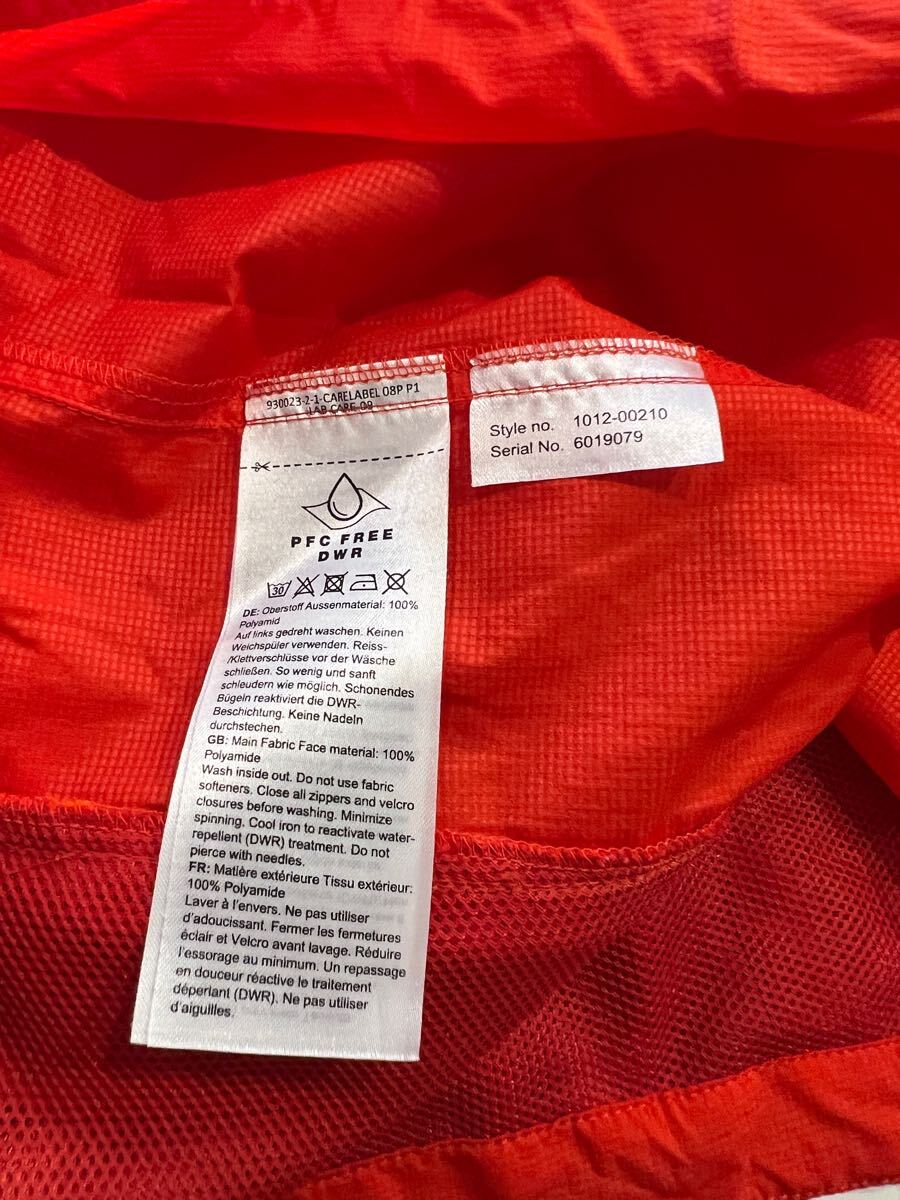 930023-2-1-CARELABEL 08P P1
LAB CARE-08
PFC FREE
DWR
30
DE: Oberstoff Aussenmaterial: 100%
Polyamid
Auf links gedreht waschen. Keinen
Weichspüler verwenden. Reiss-
/Klettverschlüsse vor der Wäsche
schließen. So wenig und sanft
schleudern wie möglich. Schonendes
Bügeln reaktiviert die DWR-
Beschichtung. Keine Nadeln
durchstechen.
GB: Main Fabric Face material: 100%
Polyamide
Wash inside out. Do not use fabric
softeners. Close all zippers and velcro
closures before washing. Minimize
spinning. Cool iron to reactivate water-
repellent (DWR) treatment. Do not
pierce with needles.
FR: Matière extérieure Tissu extérieur:
100% Polyamide
Laver à l'envers. Ne pas utiliser
d'adoucissant. Fermer les fermetures
éclair et Velcro avant lavage. Réduire
l'essorage au minimum. Un repassage
en douceur réactive le traitement
déperlant (DWR). Ne pas utiliser
d'aiguilles.
Style no. 1012-00210
Serial No. 6019079